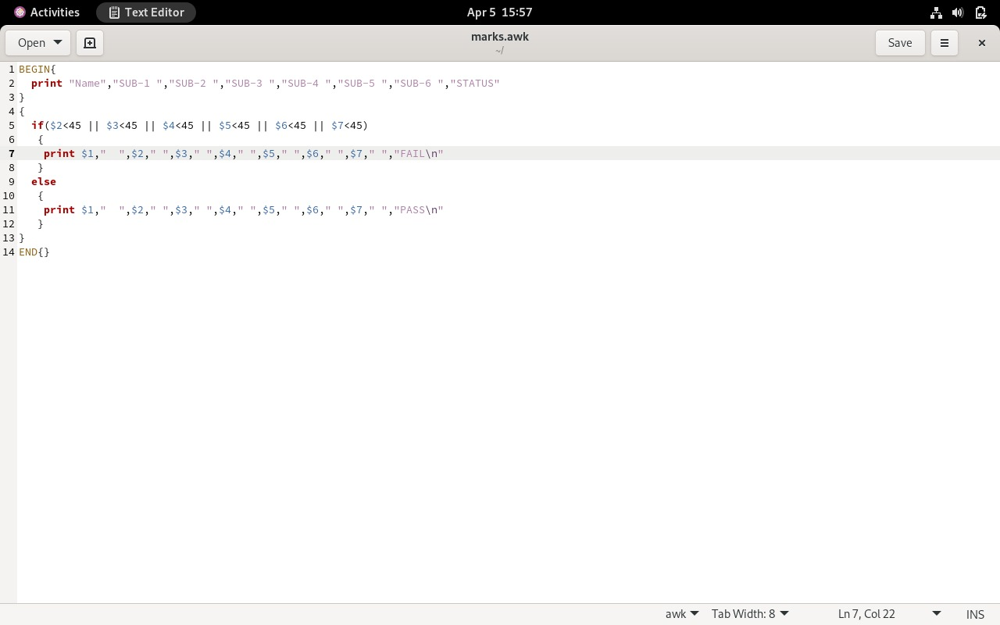 Activities Text Editor Apr 5 15:57
Open marks.awk Save
~/
1 BEGIN{
2   print "Name","SUB-1 ","SUB-2 ","SUB-3 ","SUB-4 ","SUB-5 ","SUB-6 ","STATUS"
3 }
4 {
5   if($2<45 || $3<45 || $4<45 || $5<45 || $6<45 || $7<45)
6    {
7     print $1,"  ",$2," ",$3," ",$4," ",$5," ",$6," ",$7," ","FAIL\n"
8    }
9   else
10    {
11     print $1,"  ",$2," ",$3," ",$4," ",$5," ",$6," ",$7," ","PASS\n"
12    }
13 }
14 END{}
awk Tab Width: 8 Ln 7, Col 22 INS